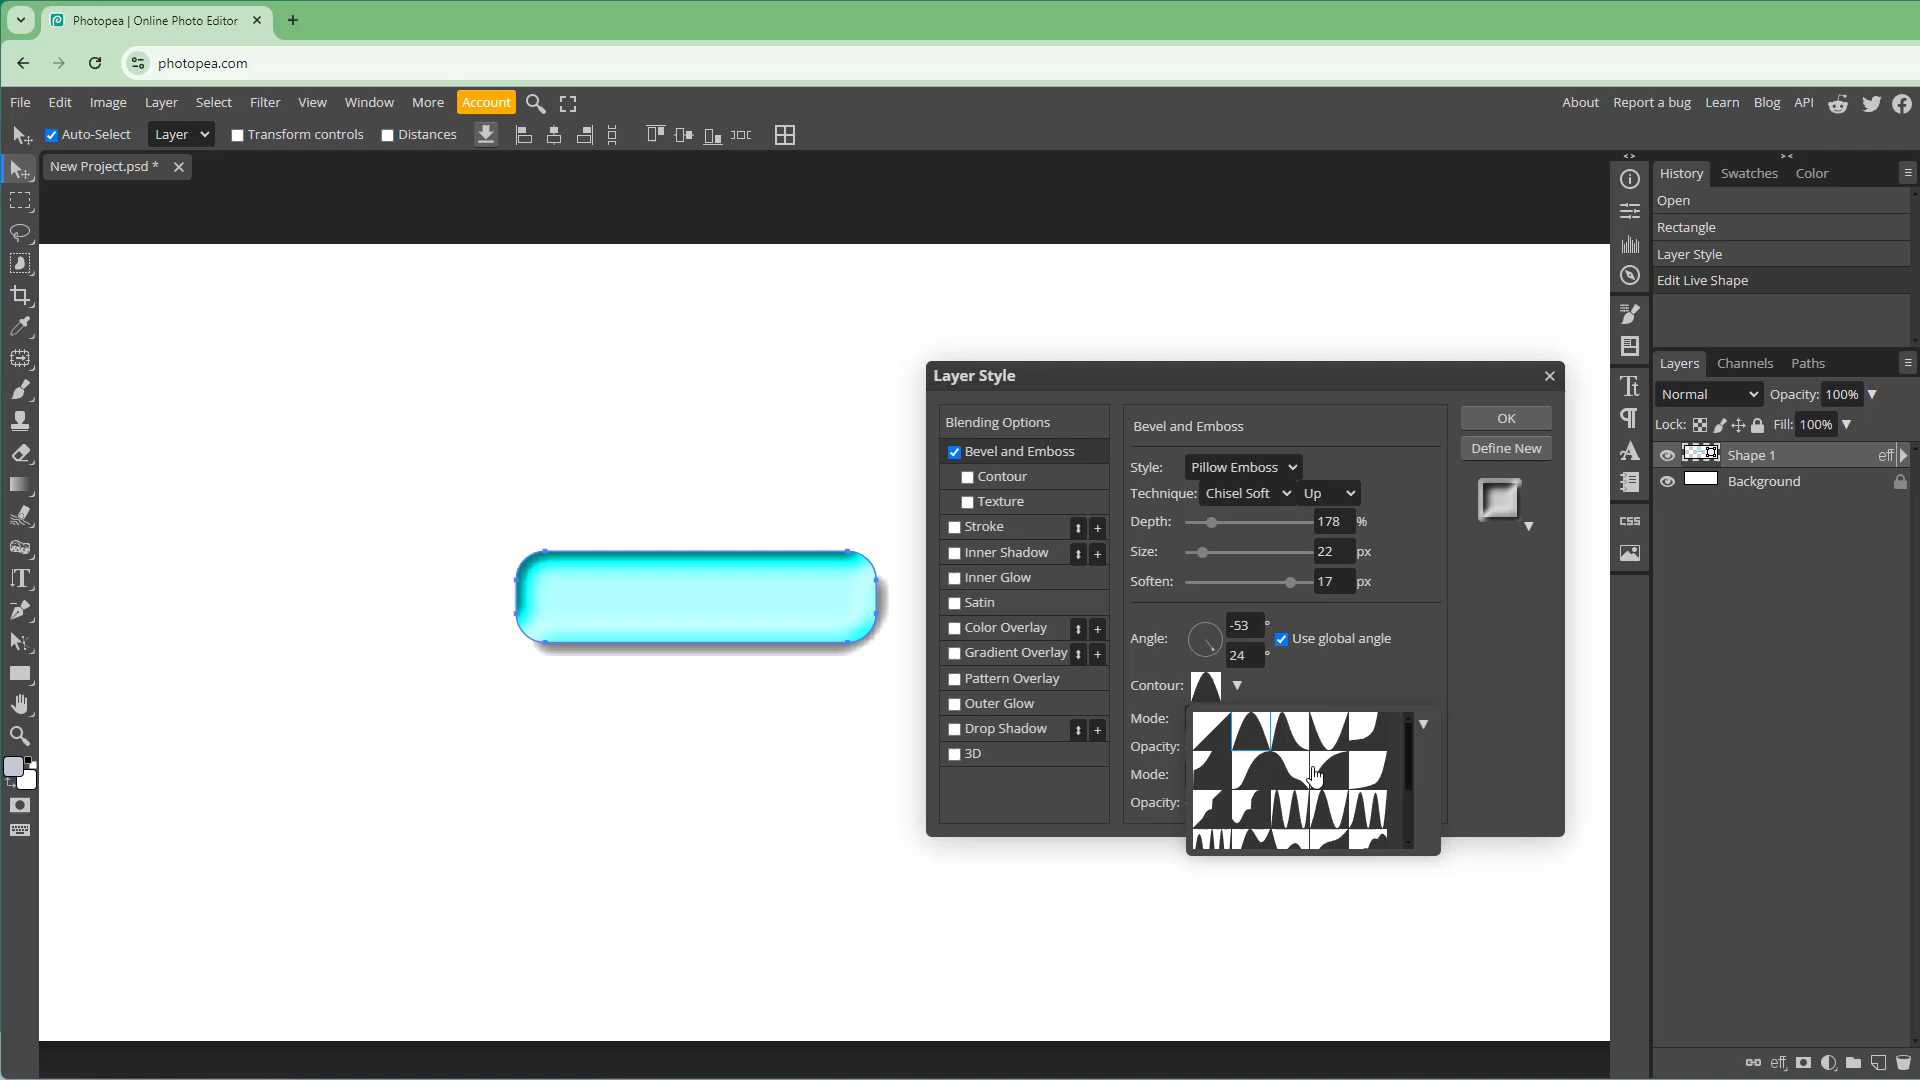 Photopea | Online Photo Editor
photopea.com
File Edit Image Layer Select Filter View Window More Account
About Report a bug Learn Blog API
Auto-Select Layer Transform controls Distances
New Project.psd *
History Swatches Color
Open
Rectangle
Layer Style
Edit Live Shape
Layers Channels Paths
Normal Opacity: 100%
Lock: Fill: 100%
Shape 1 eff
Background
CSS
eff
Layer Style
Blending Options
Bevel and Emboss
Contour
Texture
Stroke
Inner Shadow
Inner Glow
Satin
Color Overlay
Gradient Overlay
Pattern Overlay
Outer Glow
Drop Shadow
3D
Bevel and Emboss
Style: Pillow Emboss
Technique: Chisel Soft Up
Depth: 178 %
Size: 22 px
Soften: 17 px
Angle: -53 ° Use global angle
24 °
Contour:
Mode:
Opacity:
Mode:
Opacity:
OK
Define New